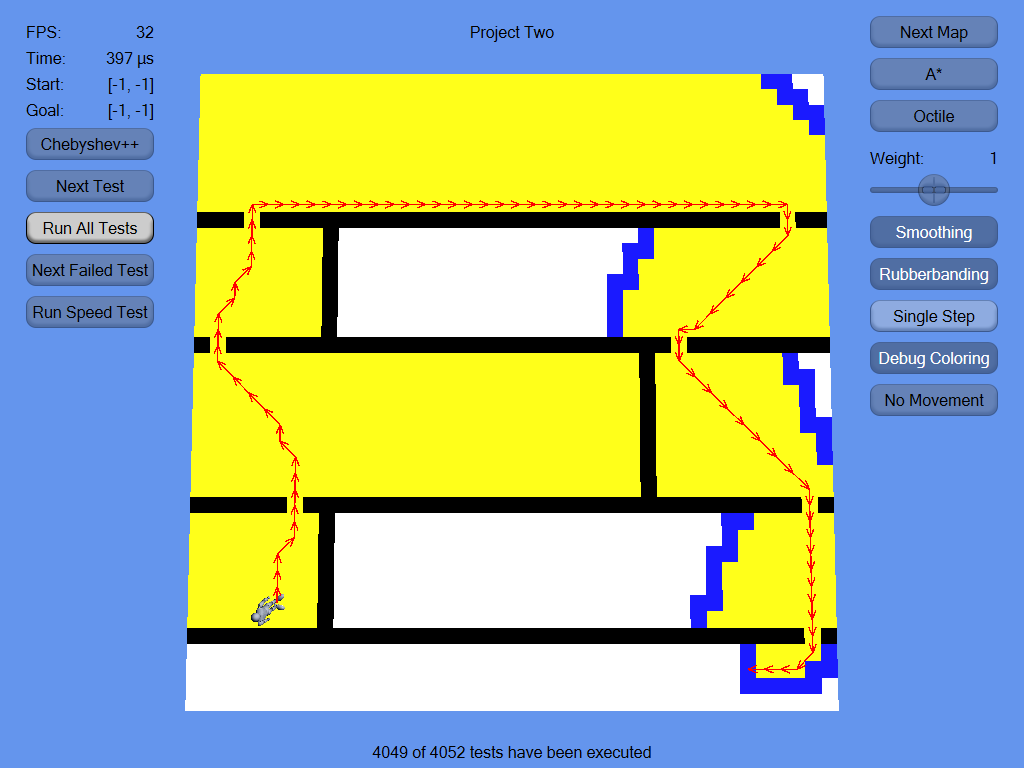 FPS: 32
Time: 397 µs
Start: [-1, -1]
Goal: [-1, -1]
Chebyshev++
Next Test
Run All Tests
Next Failed Test
Run Speed Test
Project Two
Next Map
A*
Octile
Weight: 1
Smoothing
Rubberbanding
Single Step
Debug Coloring
No Movement
4049 of 4052 tests have been executed